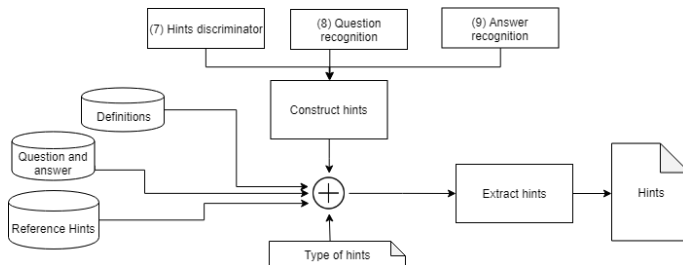 (7) Hints discriminator
(8) Question
recognition
(9) Answer
recognition
Construct hints
Definitions
Question and
answer
Reference Hints
Extract hints
Hints
Type of hints